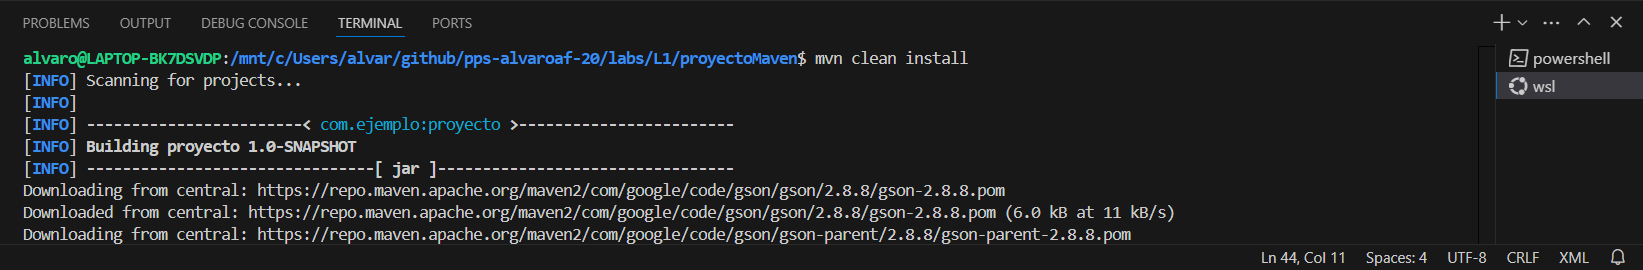 PROBLEMS OUTPUT DEBUG CONSOLE TERMINAL PORTS
alvaro@LAPTOP-BK7DSVDP:/mnt/c/Users/alvar/github/pps-alvaroaf-20/labs/L1/proyectoMaven$ mvn clean install
[INFO] Scanning for projects...
[INFO]
[INFO] ------------------------< com.ejemplo:proyecto >------------------------
[INFO] Building proyecto 1.0-SNAPSHOT
[INFO] --------------------------------[ jar ]---------------------------------
Downloading from central: https://repo.maven.apache.org/maven2/com/google/code/gson/gson/2.8.8/gson-2.8.8.pom
Downloaded from central: https://repo.maven.apache.org/maven2/com/google/code/gson/gson/2.8.8/gson-2.8.8.pom (6.0 kB at 11 kB/s)
Downloading from central: https://repo.maven.apache.org/maven2/com/google/code/gson/gson-parent/2.8.8/gson-parent-2.8.8.pom
powershell
wsl
Ln 44, Col 11 Spaces: 4 UTF-8 CRLF XML